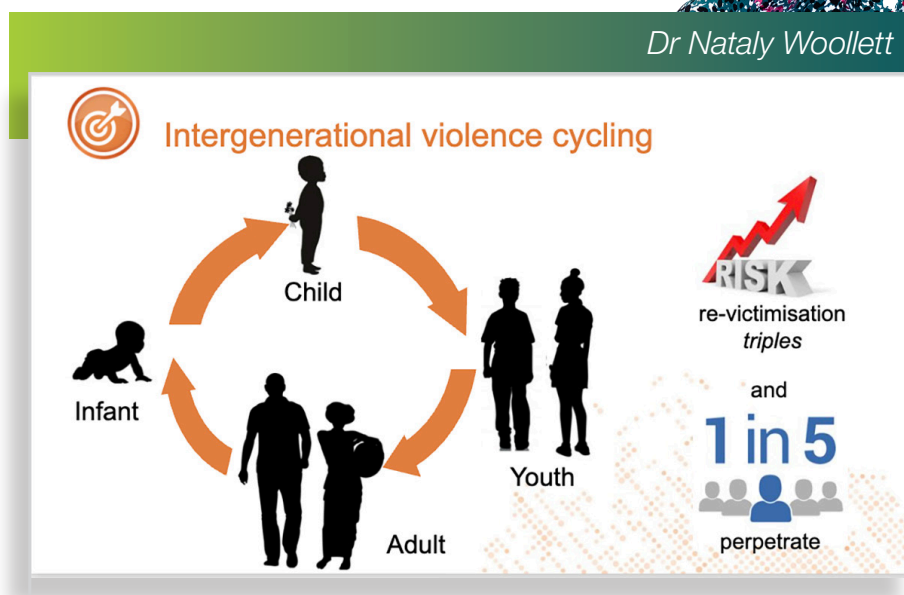 Dr Nataly Woollett
Intergenerational violence cycling
Child
Infant
Youth
Adult
RISK
re-victimisation
triples
and
1 in 5
perpetrate